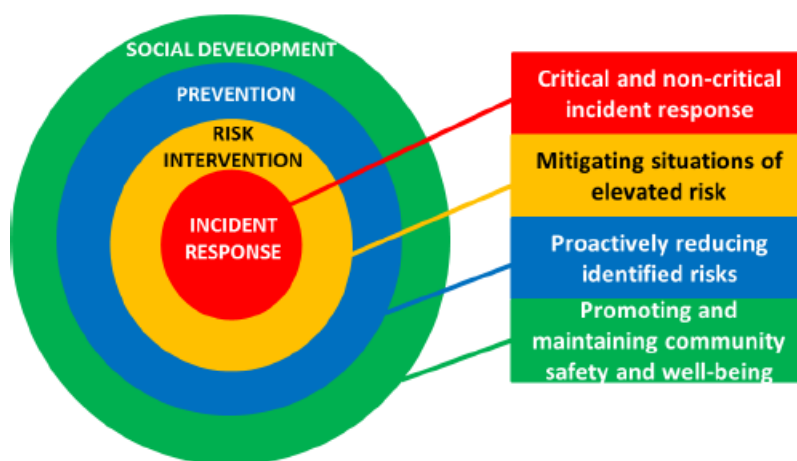 SOCIAL DEVELOPMENT
PREVENTION
RISK
INTERVENTION
INCIDENT
RESPONSE
Critical and non-critical
incident response
Mitigating situations of
elevated risk
Proactively reducing
identified risks
Promoting and
maintaining community
safety and well-being